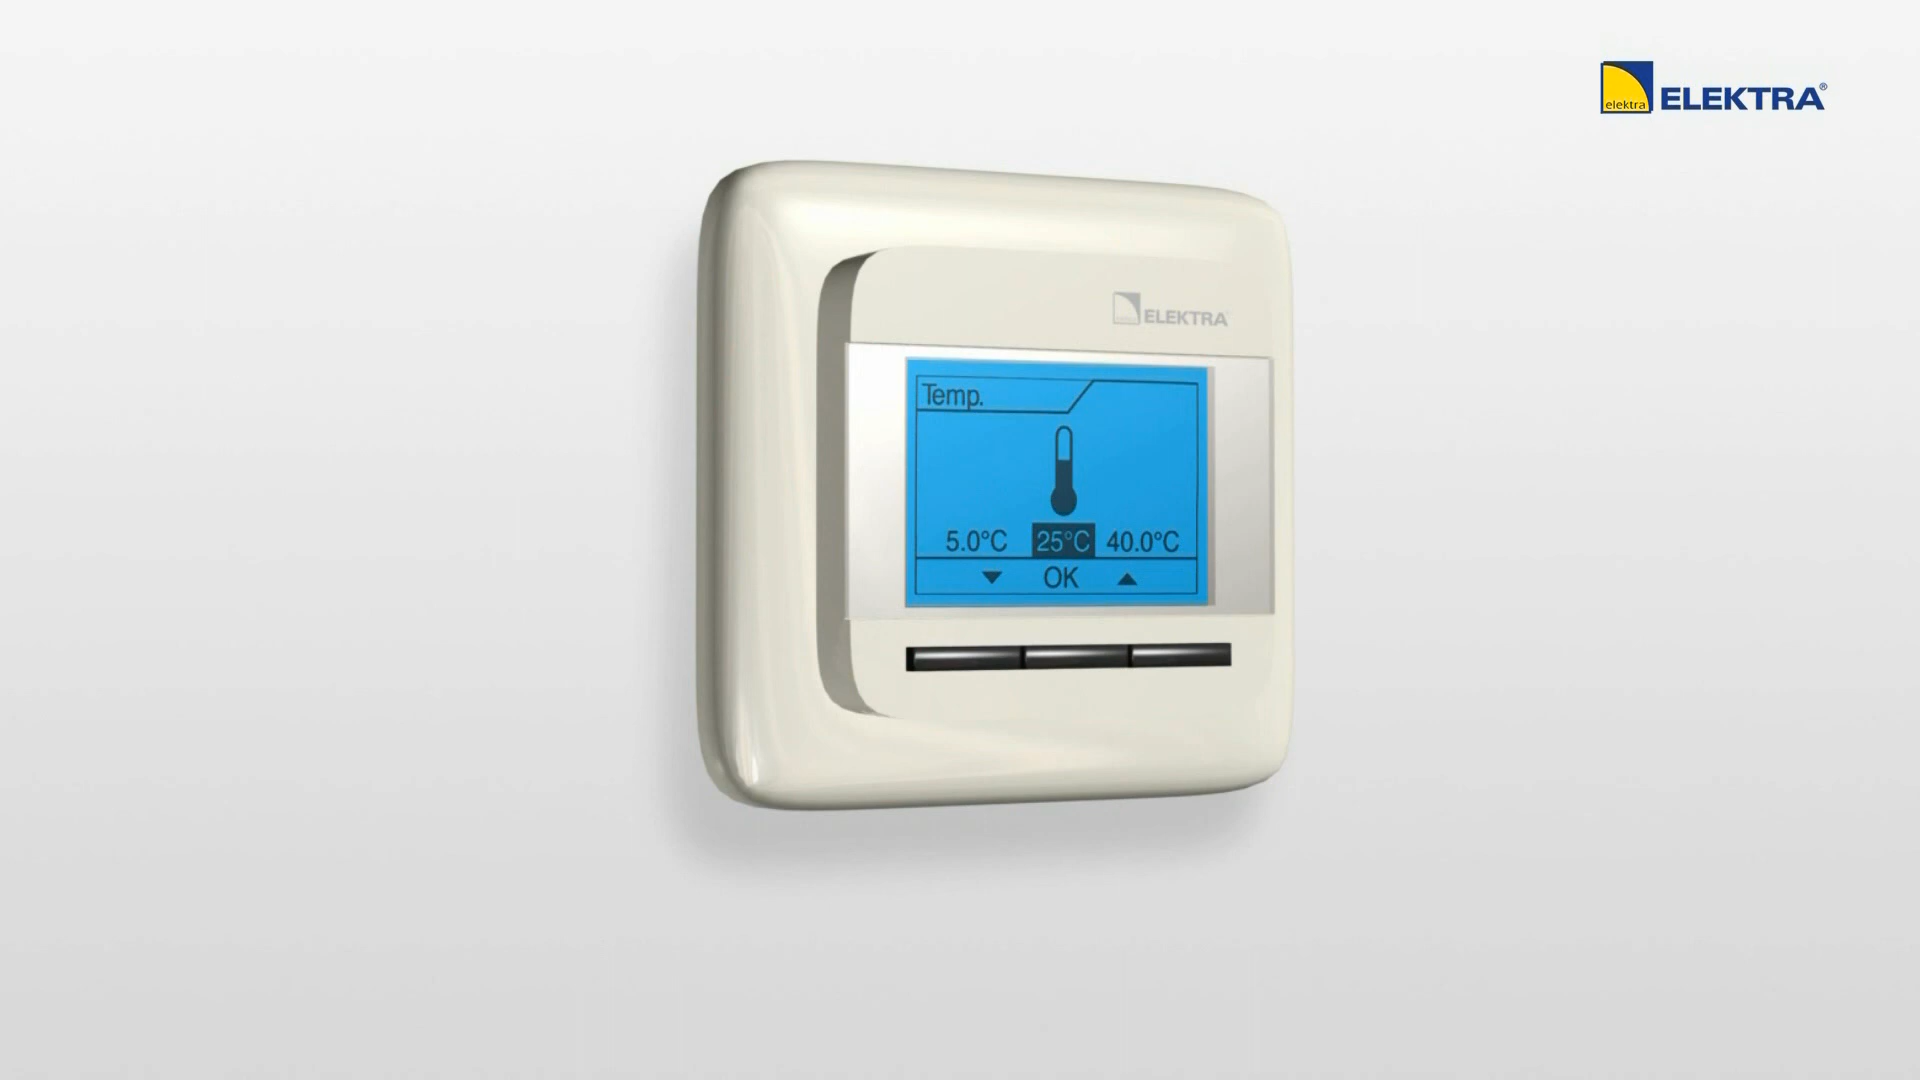 elektra
ELEKTRA®
ELEKTRA
Temp.
5.0°C 25°C 40.0°C
▼ OK ▲